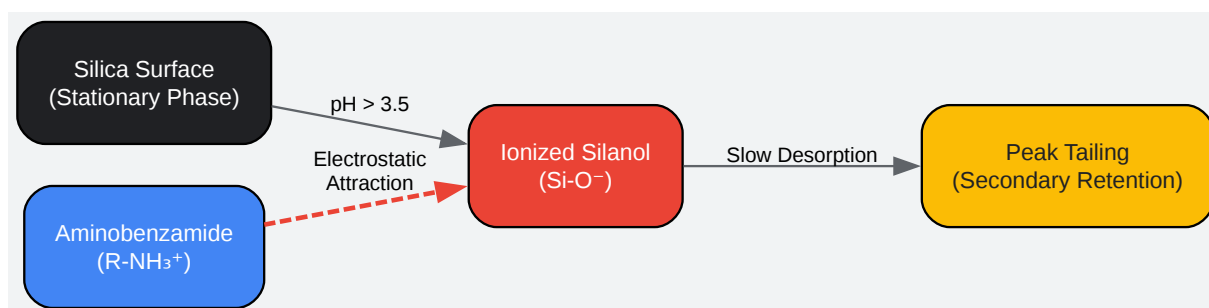 Silica Surface
(Stationary Phase)
pH > 3.5
Electrostatic
Attraction
Aminobenzamide
(R-NH₃⁺)
Ionized Silanol
(Si-O⁻)
Slow Desorption
Peak Tailing
(Secondary Retention)